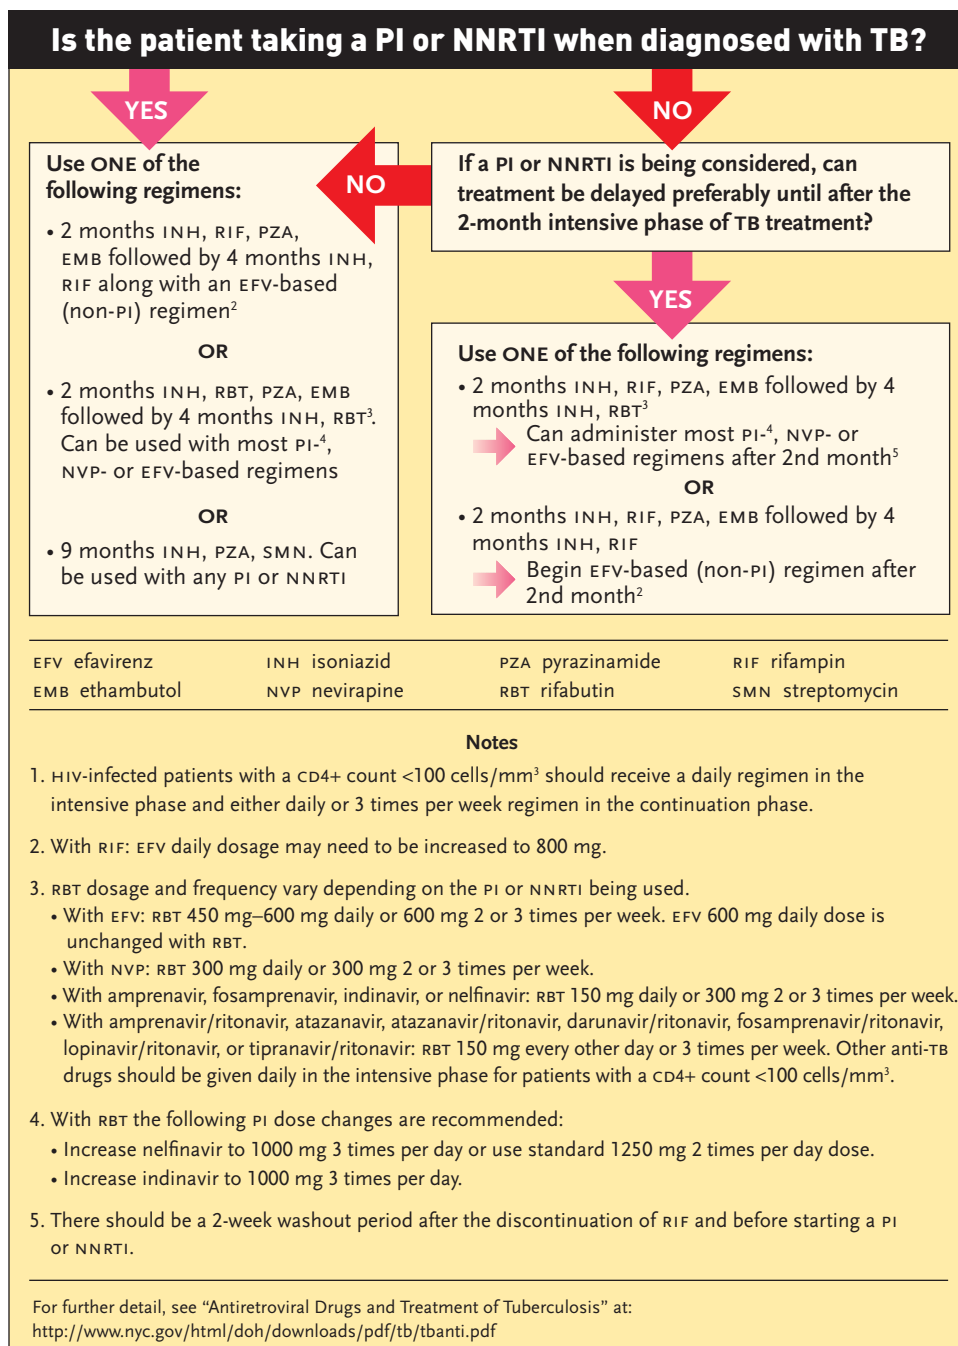 Is the patient taking a PI or NNRTI when diagnosed with TB?
YES
NO
Use ONE of the
following regimens:
• 2 months INH, RIF, PZA,
EMB followed by 4 months INH,
RIF along with an EFV-based
(non-PI) regimen²
OR
• 2 months INH, RBT, PZA, EMB
followed by 4 months INH, RBT³.
Can be used with most PI-⁴,
NVP- or EFV-based regimens
OR
• 9 months INH, PZA, SMN. Can
be used with any PI or NNRTI
NO
If a PI or NNRTI is being considered, can
treatment be delayed preferably until after the
2-month intensive phase of TB treatment?
YES
Use ONE of the following regimens:
• 2 months INH, RIF, PZA, EMB followed by 4
months INH, RBT³
Can administer most PI-⁴, NVP- or
EFV-based regimens after 2nd month⁵
OR
• 2 months INH, RIF, PZA, EMB followed by 4
months INH, RIF
Begin EFV-based (non-PI) regimen after
2nd month²
EFV efavirenz INH isoniazid PZA pyrazinamide RIF rifampin
EMB ethambutol NVP nevirapine RBT rifabutin SMN streptomycin
Notes
1. HIV-infected patients with a CD4+ count <100 cells/mm³ should receive a daily regimen in the
intensive phase and either daily or 3 times per week regimen in the continuation phase.
2. With RIF: EFV daily dosage may need to be increased to 800 mg.
3. RBT dosage and frequency vary depending on the PI or NNRTI being used.
• With EFV: RBT 450 mg–600 mg daily or 600 mg 2 or 3 times per week. EFV 600 mg daily dose is
unchanged with RBT.
• With NVP: RBT 300 mg daily or 300 mg 2 or 3 times per week.
• With amprenavir, fosamprenavir, indinavir, or nelfinavir: RBT 150 mg daily or 300 mg 2 or 3 times per week.
• With amprenavir/ritonavir, atazanavir, atazanavir/ritonavir, darunavir/ritonavir, fosamprenavir/ritonavir,
lopinavir/ritonavir, or tipranavir/ritonavir: RBT 150 mg every other day or 3 times per week. Other anti-TB
drugs should be given daily in the intensive phase for patients with a CD4+ count <100 cells/mm³.
4. With RBT the following PI dose changes are recommended:
• Increase nelfinavir to 1000 mg 3 times per day or use standard 1250 mg 2 times per day dose.
• Increase indinavir to 1000 mg 3 times per day.
5. There should be a 2-week washout period after the discontinuation of RIF and before starting a PI
or NNRTI.
For further detail, see “Antiretroviral Drugs and Treatment of Tuberculosis” at:
http://www.nyc.gov/html/doh/downloads/pdf/tb/tbanti.pdf